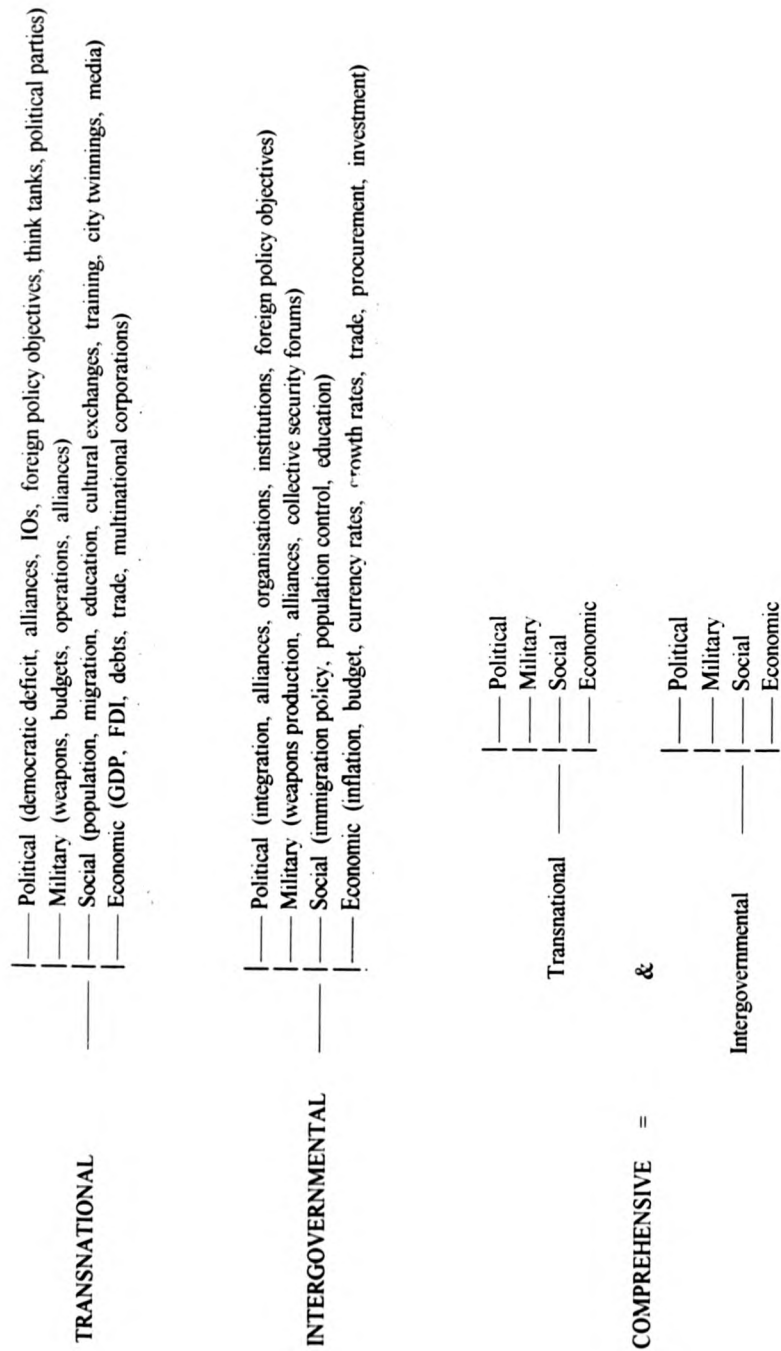 Political (democratic deficit, alliances, IOs, foreign policy objectives, think tanks, political parties)
Military (weapons, budgets, operations, alliances)
TRANSNATIONAL
Social (population, migration, education, cultural exchanges, training, city twinnings, media)
Economic (GDP, FDI, debts, trade, multinational corporations)
Political (integration, alliances, organisations, institutions, foreign policy objectives)
Military (weapons production, alliances, collective security forums)
INTERGOVERNMENTAL
Social (immigration policy, population control, education)
Economic (inflation, budget, currency rates, growth rates, trade, procurement, investment)
Political
Military
Transnational
Social
Economic
COMPREHENSIVE = &
Political
Military
Intergovernmental
Social
Economic